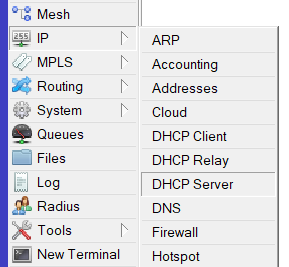 Mesh
IP
MPLS
Routing
System
Queues
Files
Log
Radius
Tools
New Terminal
ARP
Accounting
Addresses
Cloud
DHCP Client
DHCP Relay
DHCP Server
DNS
Firewall
Hotspot